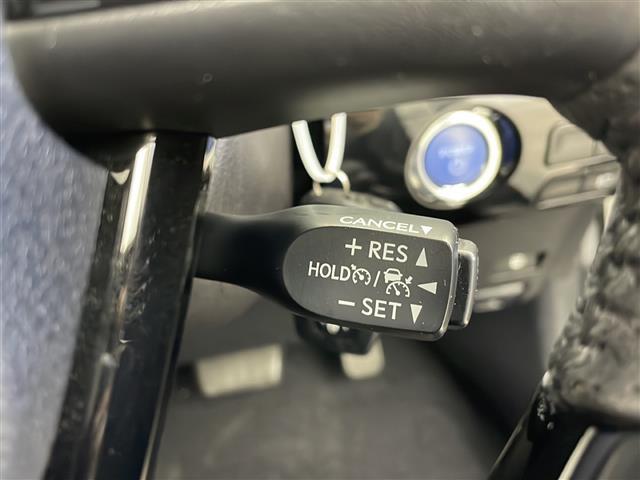 CANCEL▼
+ RES ▲
HOLD / ◀
− SET ▼